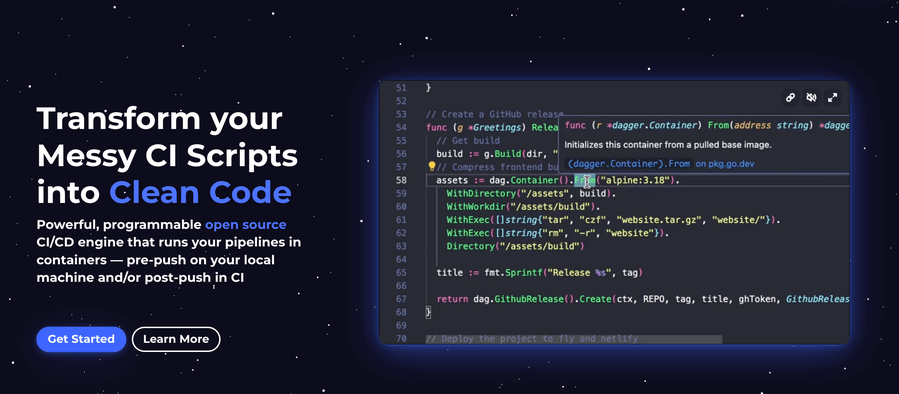 Transform your
Messy CI Scripts
into Clean Code
Powerful, programmable open source
CI/CD engine that runs your pipelines in
containers — pre-push on your local
machine and/or post-push in CI
Get Started
Learn More
51 }
52
53 // Create a GitHub release
54 func (g *Greetings) Relea
55 // Get build
56 build := g.Build(dir, "
// Compress frontend bu
58 assets := dag.Container().From("alpine:3.18").
59 WithDirectory("/assets", build).
60 WithWorkdir("/assets/build").
61 WithExec([]string{"tar", "czf", "website.tar.gz", "website/"}).
62 WithExec([]string{"rm", "-r", "website"}).
63 Directory("/assets/build")
64
65 title := fmt.Sprintf("Release %s", tag)
66
67 return dag.GithubRelease().Create(ctx, REPO, tag, title, ghToken, GithubReleas
68 }
69
70 // Deploy the project to fly and netlify
func (r *dagger.Container) From(address string) *dagge
Initializes this container from a pulled base image.
(dagger.Container).From on pkg.go.dev